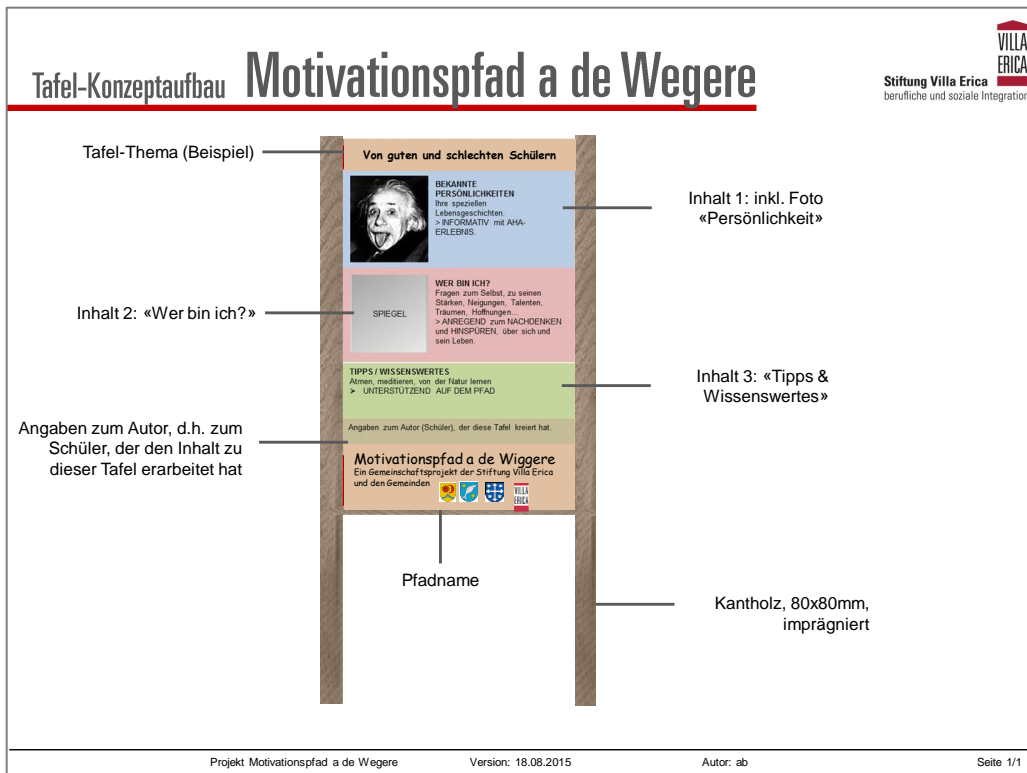 Tafel-Konzeptaufbau Motivationspfad a de Wegere
VILLA
ERICA
Stiftung Villa Erica
berufliche und soziale Integration
Tafel-Thema (Beispiel)
Von guten und schlechten Schülern
BEKANNTE
PERSÖNLICHKEITEN
Ihre speziellen
Lebensgeschichten.
> INFORMATIV mit AHA-
ERLEBNIS.
Inhalt 1: inkl. Foto
«Persönlichkeit»
Inhalt 2: «Wer bin ich?»
SPIEGEL
WER BIN ICH?
Fragen zum Selbst, zu seinen
Stärken, Neigungen, Talenten,
Träumen, Hoffnungen...
> ANREGEND zum NACHDENKEN
und HINSPÜREN, über sich und
sein Leben.
TIPPS / WISSENSWERTES
Atmen, meditieren, von der Natur lernen
➤ UNTERSTÜTZEND AUF DEM PFAD
Inhalt 3: «Tipps &
Wissenswertes»
Angaben zum Autor, d.h. zum
Schüler, der den Inhalt zu
dieser Tafel erarbeitet hat
Angaben zum Autor (Schüler), der diese Tafel kreiert hat.
Motivationspfad a de Wiggere
Ein Gemeinschaftsprojekt der Stiftung Villa Erica
und den Gemeinden
VILLA
ERICA
Pfadname
Kantholz, 80x80mm,
imprägniert
Projekt Motivationspfad a de Wegere Version: 18.08.2015 Autor: ab Seite 1/1